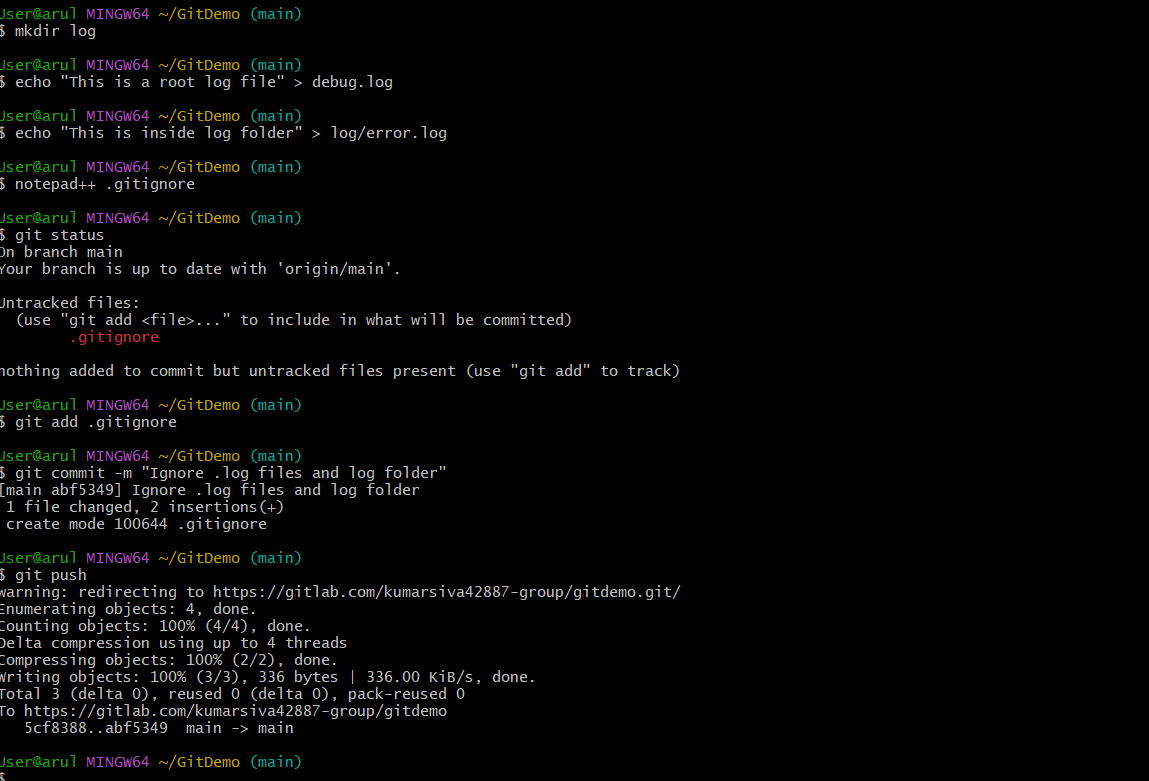 User@arul MINGW64 ~/GitDemo (main)
$ mkdir log
User@arul MINGW64 ~/GitDemo (main)
$ echo "This is a root log file" > debug.log
User@arul MINGW64 ~/GitDemo (main)
$ echo "This is inside log folder" > log/error.log
User@arul MINGW64 ~/GitDemo (main)
$ notepad++ .gitignore
User@arul MINGW64 ~/GitDemo (main)
$ git status
On branch main
Your branch is up to date with 'origin/main'.
Untracked files:
  (use "git add <file>..." to include in what will be committed)
        .gitignore
nothing added to commit but untracked files present (use "git add" to track)
User@arul MINGW64 ~/GitDemo (main)
$ git add .gitignore
User@arul MINGW64 ~/GitDemo (main)
$ git commit -m "Ignore .log files and log folder"
[main abf5349] Ignore .log files and log folder
 1 file changed, 2 insertions(+)
 create mode 100644 .gitignore
User@arul MINGW64 ~/GitDemo (main)
$ git push
warning: redirecting to https://gitlab.com/kumarsiva42887-group/gitdemo.git/
Enumerating objects: 4, done.
Counting objects: 100% (4/4), done.
Delta compression using up to 4 threads
Compressing objects: 100% (2/2), done.
Writing objects: 100% (3/3), 336 bytes | 336.00 KiB/s, done.
Total 3 (delta 0), reused 0 (delta 0), pack-reused 0
To https://gitlab.com/kumarsiva42887-group/gitdemo
   5cf8388..abf5349  main -> main
User@arul MINGW64 ~/GitDemo (main)
$